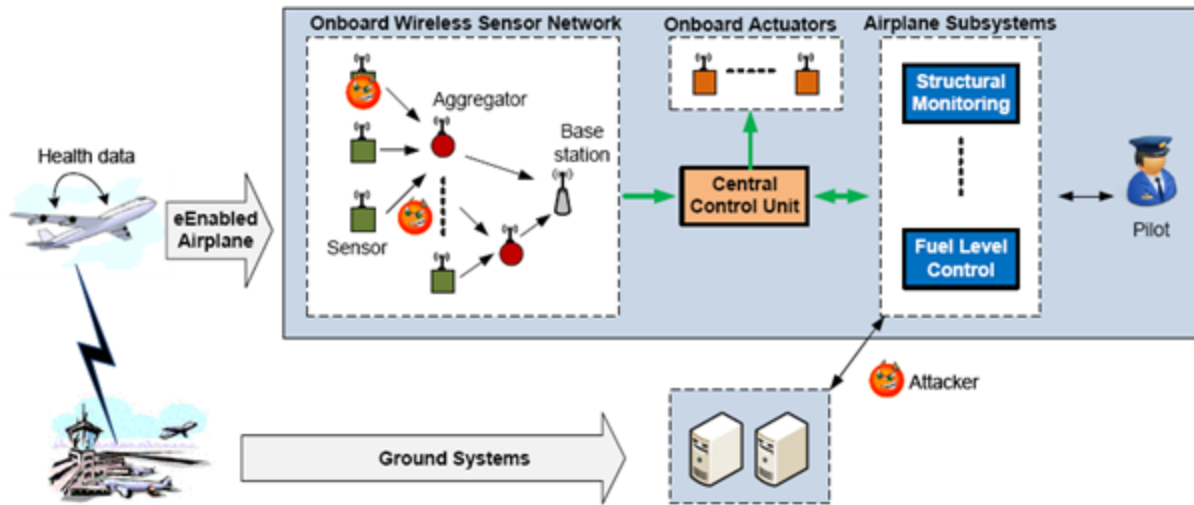 Onboard Wireless Sensor Network
Onboard Actuators
Airplane Subsystems
Aggregator
Base
station
Sensor
Central
Control Unit
Structural
Monitoring
Fuel Level
Control
Pilot
Health data
eEnabled
Airplane
Attacker
Ground Systems